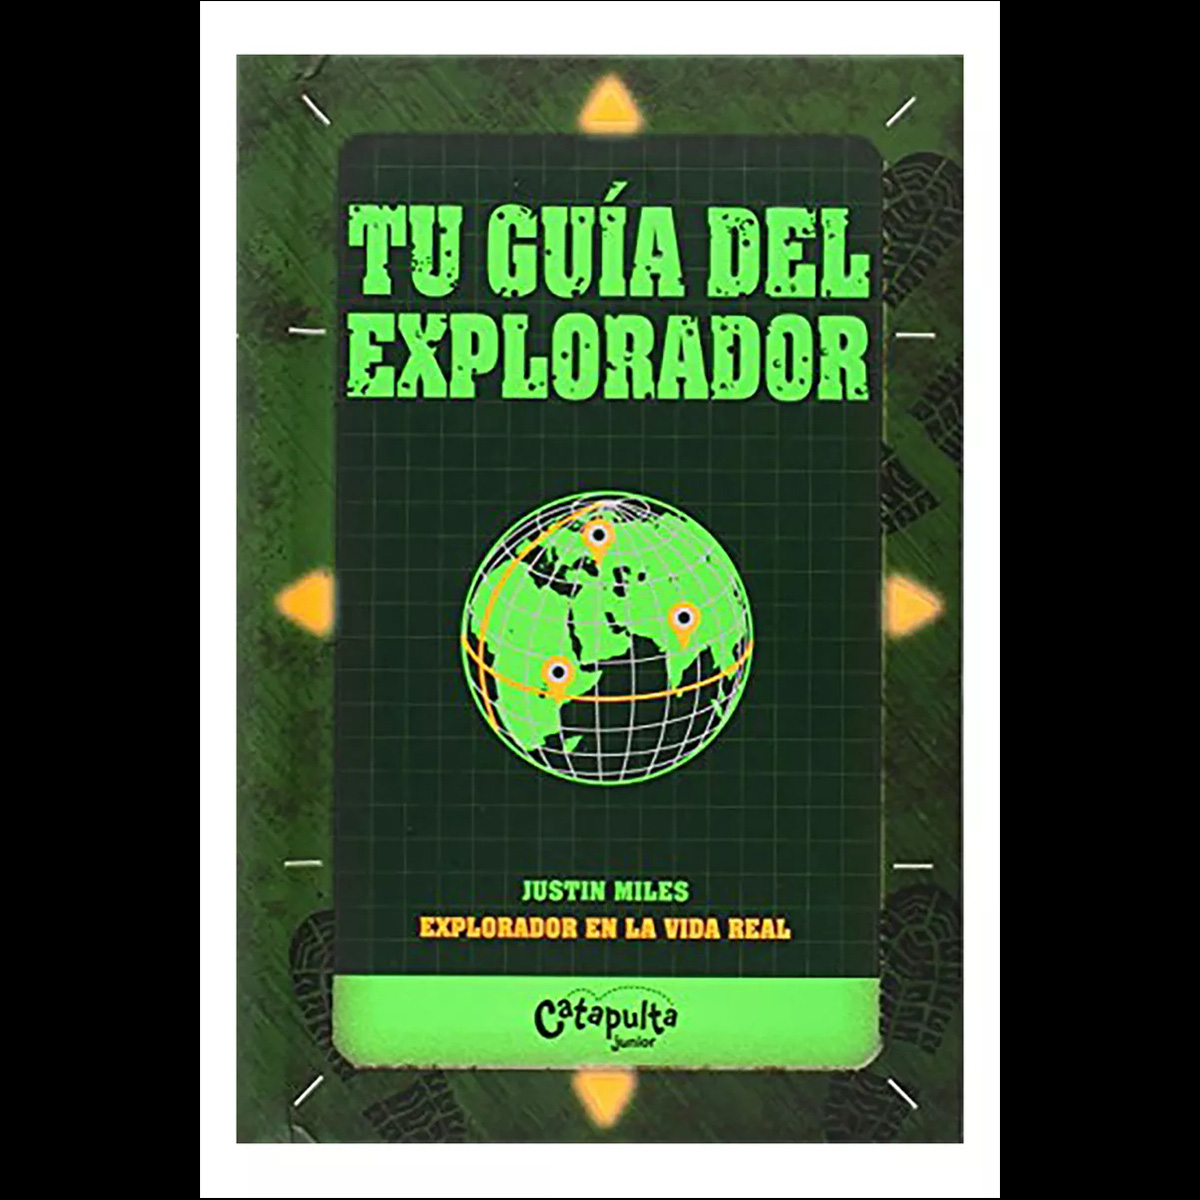 TU GUÍA DEL
EXPLORADOR
JUSTIN MILES
EXPLORADOR EN LA VIDA REAL
Catapulta
junior